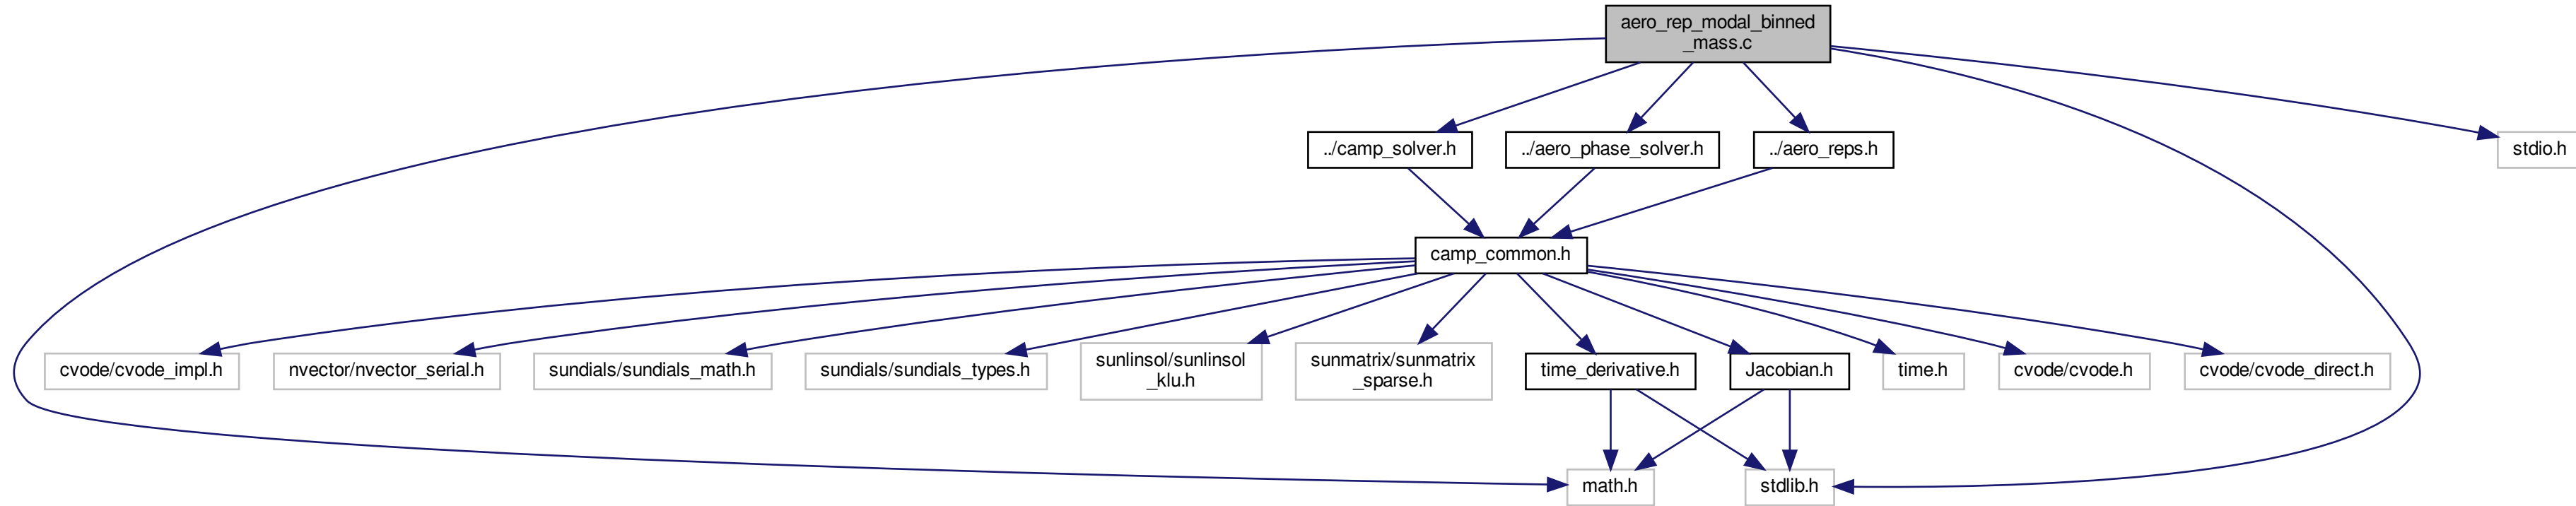 aero_rep_modal_binned
_mass.c
../camp_solver.h
../aero_phase_solver.h
../aero_reps.h
stdio.h
camp_common.h
cvode/cvode_impl.h
nvector/nvector_serial.h
sundials/sundials_math.h
sundials/sundials_types.h
sunlinsol/sunlinsol
_klu.h
sunmatrix/sunmatrix
_sparse.h
time_derivative.h
Jacobian.h
time.h
cvode/cvode.h
cvode/cvode_direct.h
math.h
stdlib.h